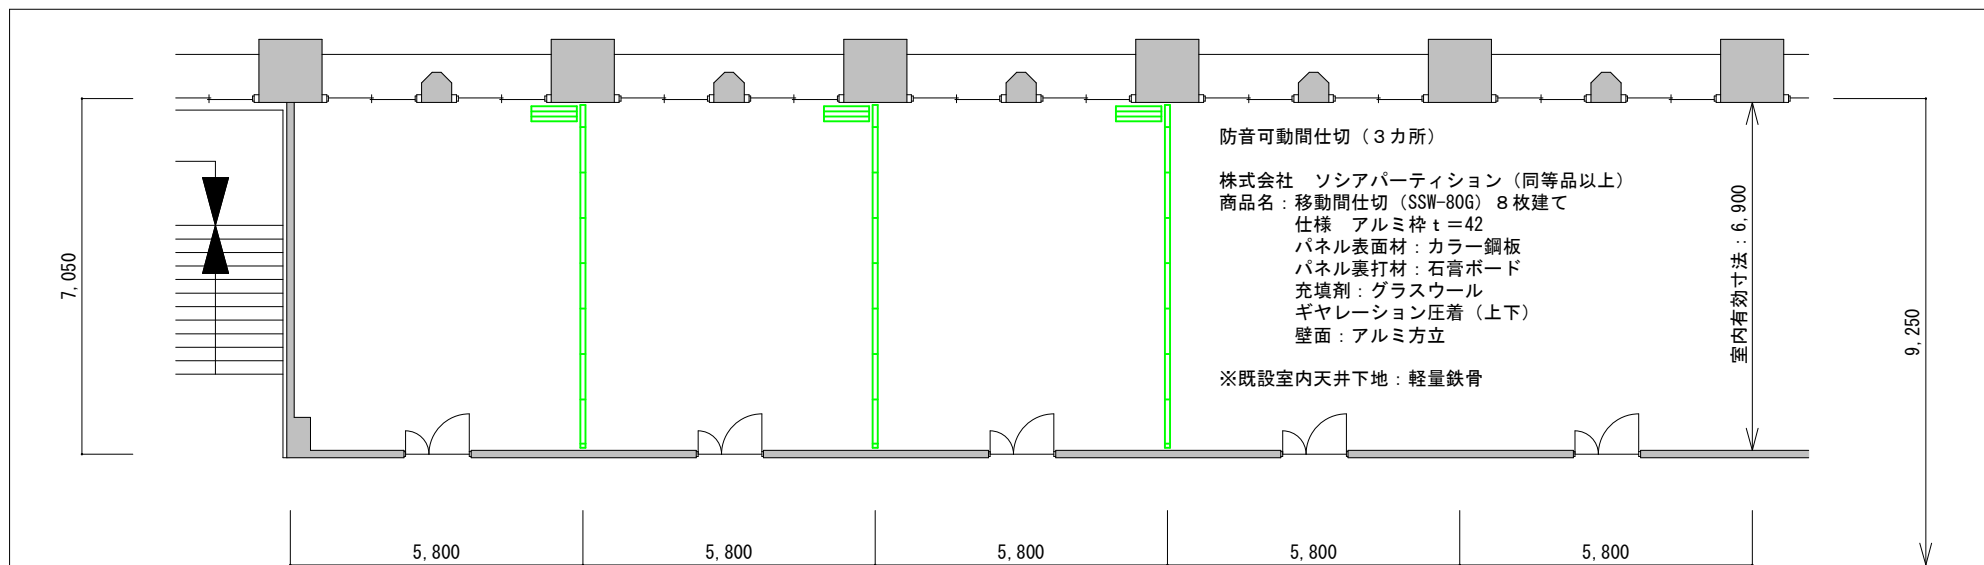 防音可動間仕切（３カ所）
株式会社　ソシアパーティション（同等品以上）
商品名：移動間仕切（SSW-80G）８枚建て
仕様　アルミ枠ｔ＝42
パネル表面材：カラー鋼板
パネル裏打材：石膏ボード
充填剤：グラスウール
ギヤレーション圧着（上下）
壁面：アルミ方立
※既設室内天井下地：軽量鉄骨
室内有効寸法：6,900
7,050
9,250
5,800
5,800
5,800
5,800
5,800